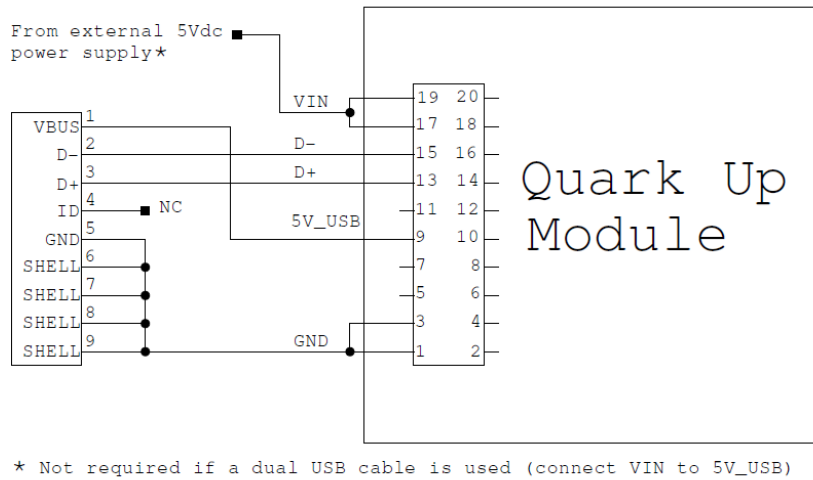 From external 5Vdc
power supply*
VIN
19 20
17 18
VBUS 1
D- 2
D- 15 16
D+ 3
D+ 13 14
ID 4
NC
11 12
5V_USB
GND 5
9 10
SHELL 6
7 8
SHELL 7
5 6
SHELL 8
3 4
GND
SHELL 9
1 2
Quark Up
Module
* Not required if a dual USB cable is used (connect VIN to 5V_USB)